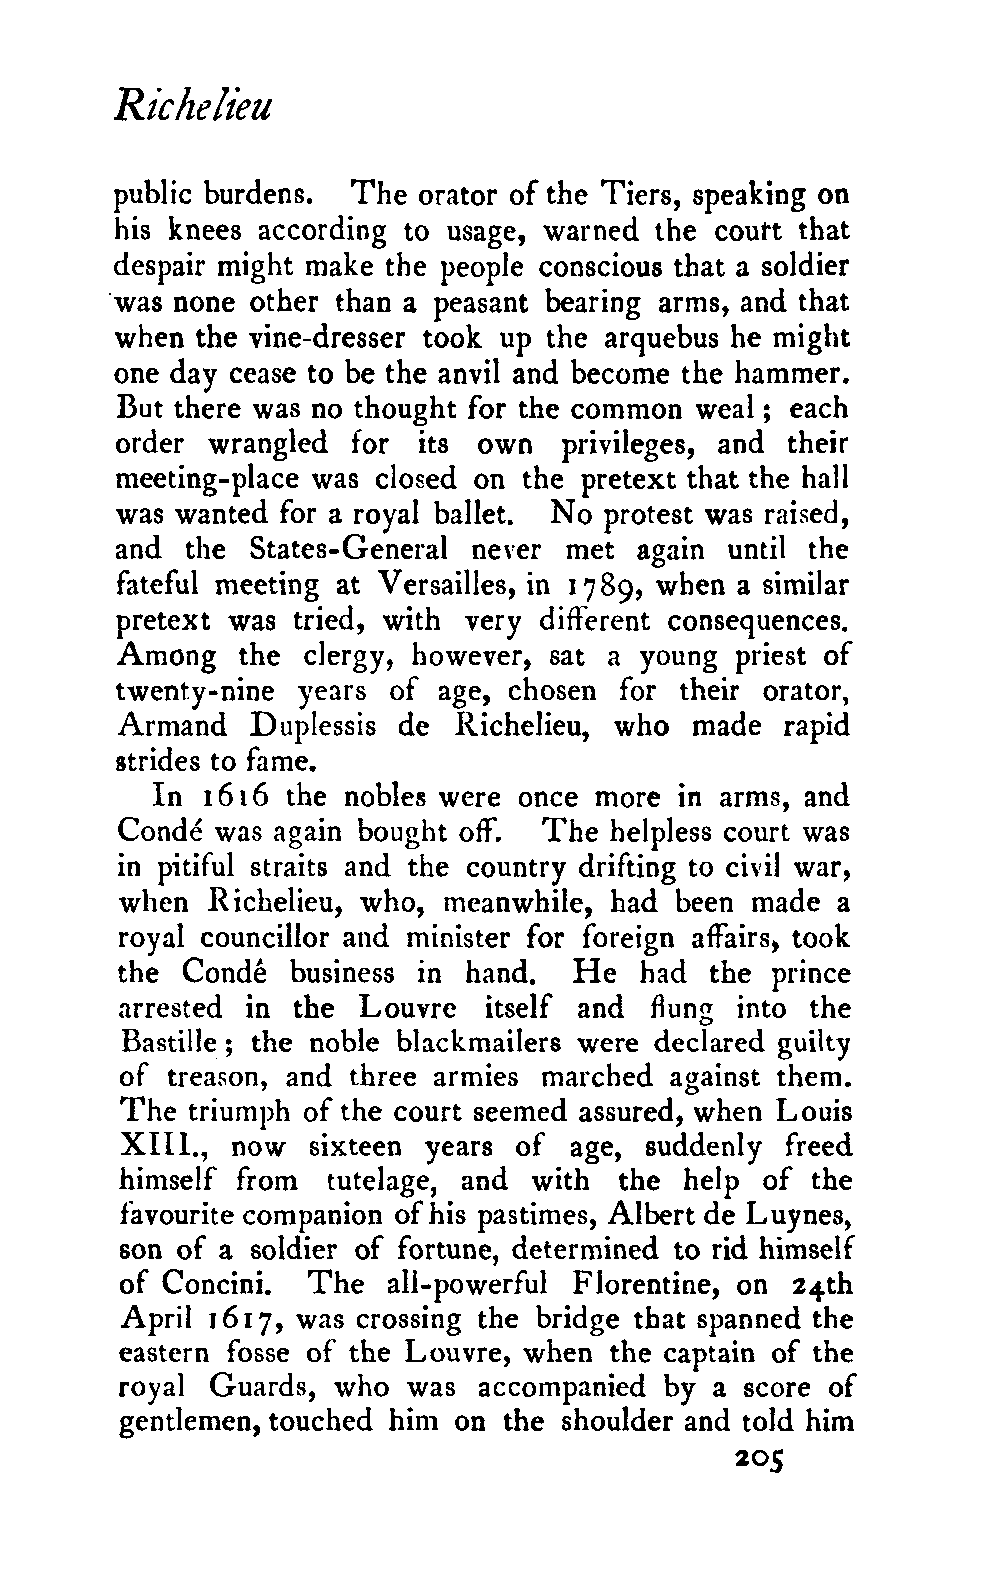 Richelieu
public burdens. The orator of the Tiers, speaking on
his knees according to usage, warned the court that
despair might make the people conscious that a soldier
was none other than a peasant bearing arms, and that
when the vine-dresser took up the arquebus he might
one day cease to be the anvil and become the hammer.
But there was no thought for the common weal ; each
order wrangled for its own privileges, and their
meeting-place was closed on the pretext that the hall
was wanted for a royal ballet. No protest was raised,
and the States-General never met again until the
fateful meeting at Versailles, in 1789, when a similar
pretext was tried, with very different consequences.
Among the clergy, however, sat a young priest of
twenty-nine years of age, chosen for their orator,
Armand Duplessis de Richelieu, who made rapid
strides to fame.
In 1616 the nobles were once more in arms, and
Condé was again bought off. The helpless court was
in pitiful straits and the country drifting to civil war,
when Richelieu, who, meanwhile, had been made a
royal councillor and minister for foreign affairs, took
the Condé business in hand. He had the prince
arrested in the Louvre itself and flung into the
Bastille ; the noble blackmailers were declared guilty
of treason, and three armies marched against them.
The triumph of the court seemed assured, when Louis
XIII., now sixteen years of age, suddenly freed
himself from tutelage, and with the help of the
favourite companion of his pastimes, Albert de Luynes,
son of a soldier of fortune, determined to rid himself
of Concini. The all-powerful Florentine, on 24th
April 1617, was crossing the bridge that spanned the
eastern fosse of the Louvre, when the captain of the
royal Guards, who was accompanied by a score of
gentlemen, touched him on the shoulder and told him
205